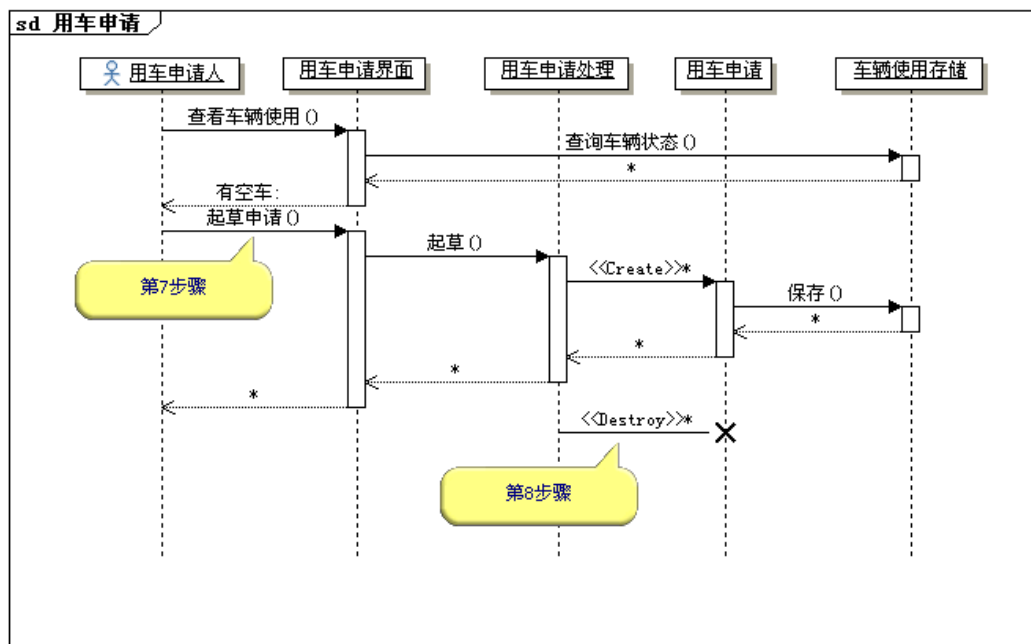 sd 用车申请
用车申请人
用车申请界面
用车申请处理
用车申请
车辆使用存储
查看车辆使用()
查询车辆状态()
*
有空车:
起草申请()
起草()
第7步骤
<<Create>>*
保存()
*
*
*
*
<<Destroy>>*
第8步骤